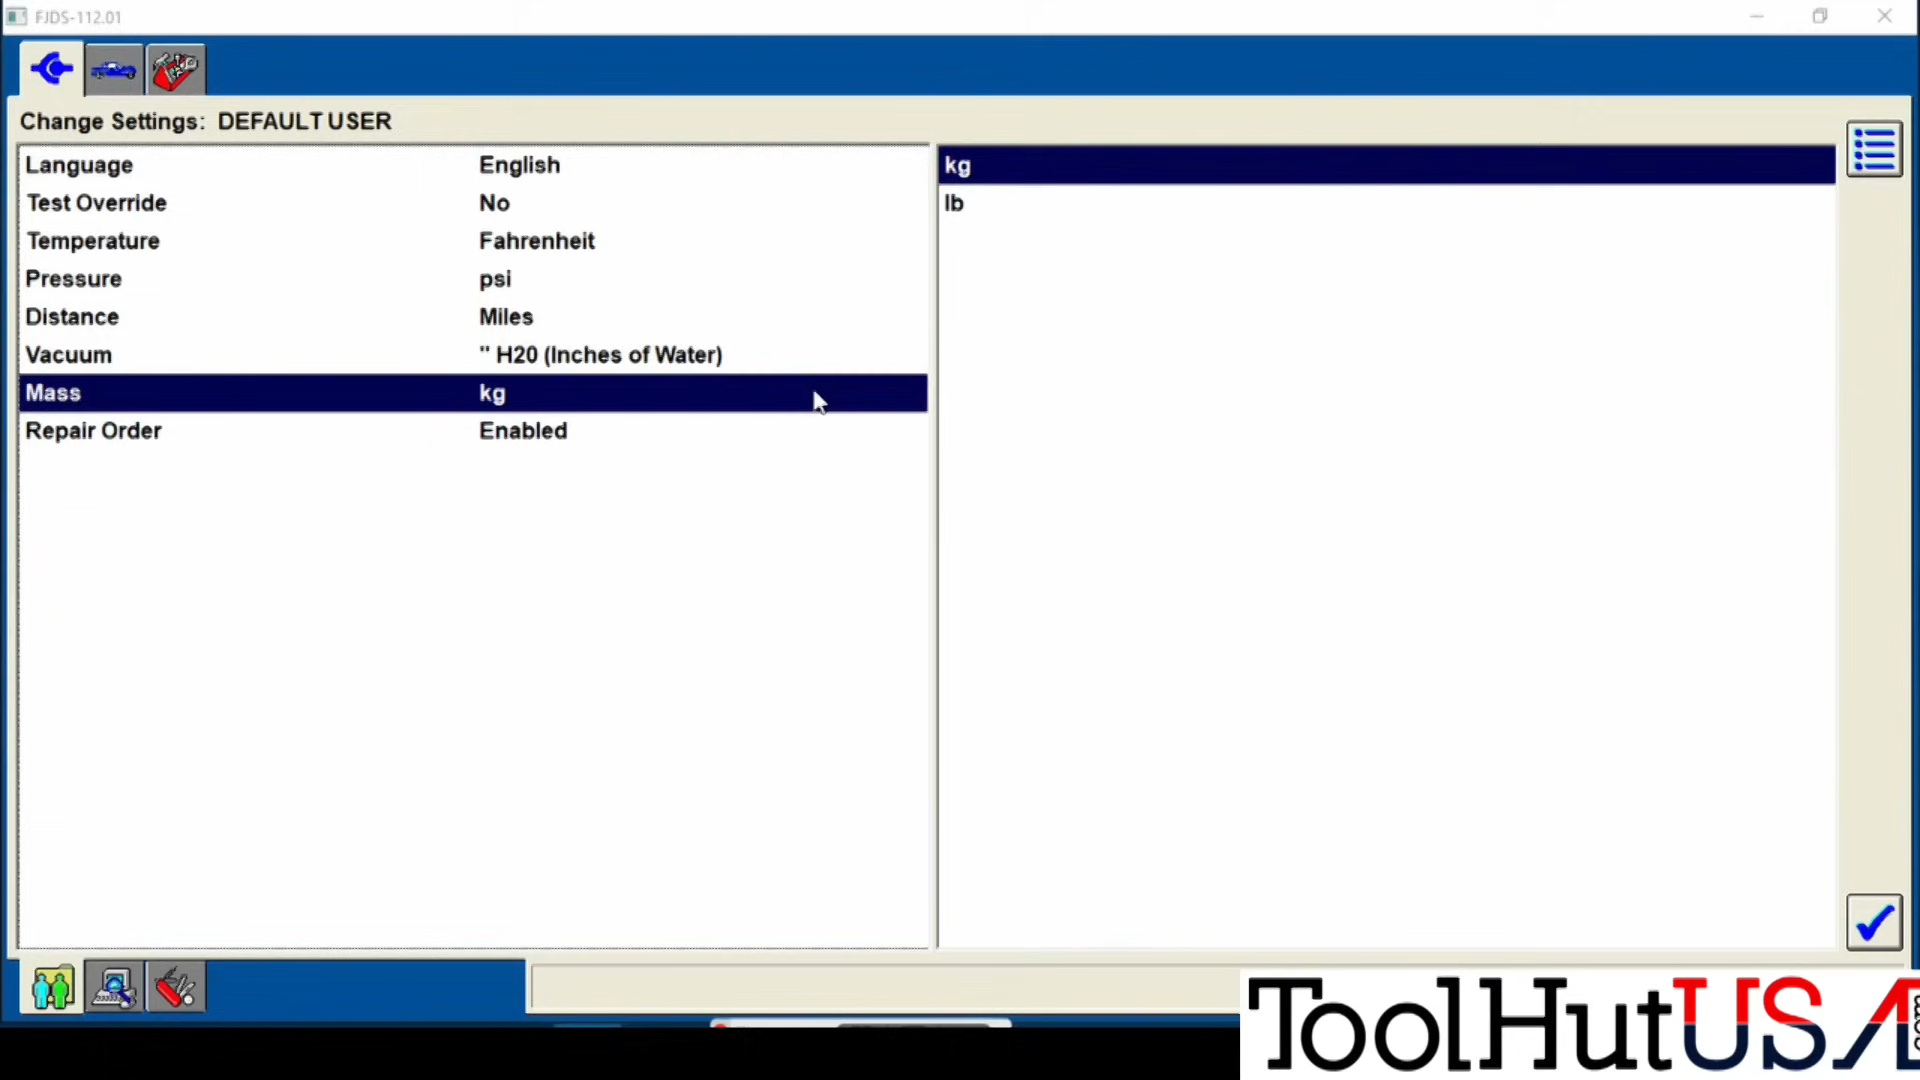 FJDS-112.01
Change Settings: DEFAULT USER
Language English
Test Override No
Temperature Fahrenheit
Pressure psi
Distance Miles
Vacuum " H20 (Inches of Water)
Mass kg
Repair Order Enabled
kg
lb
ToolHutUSA